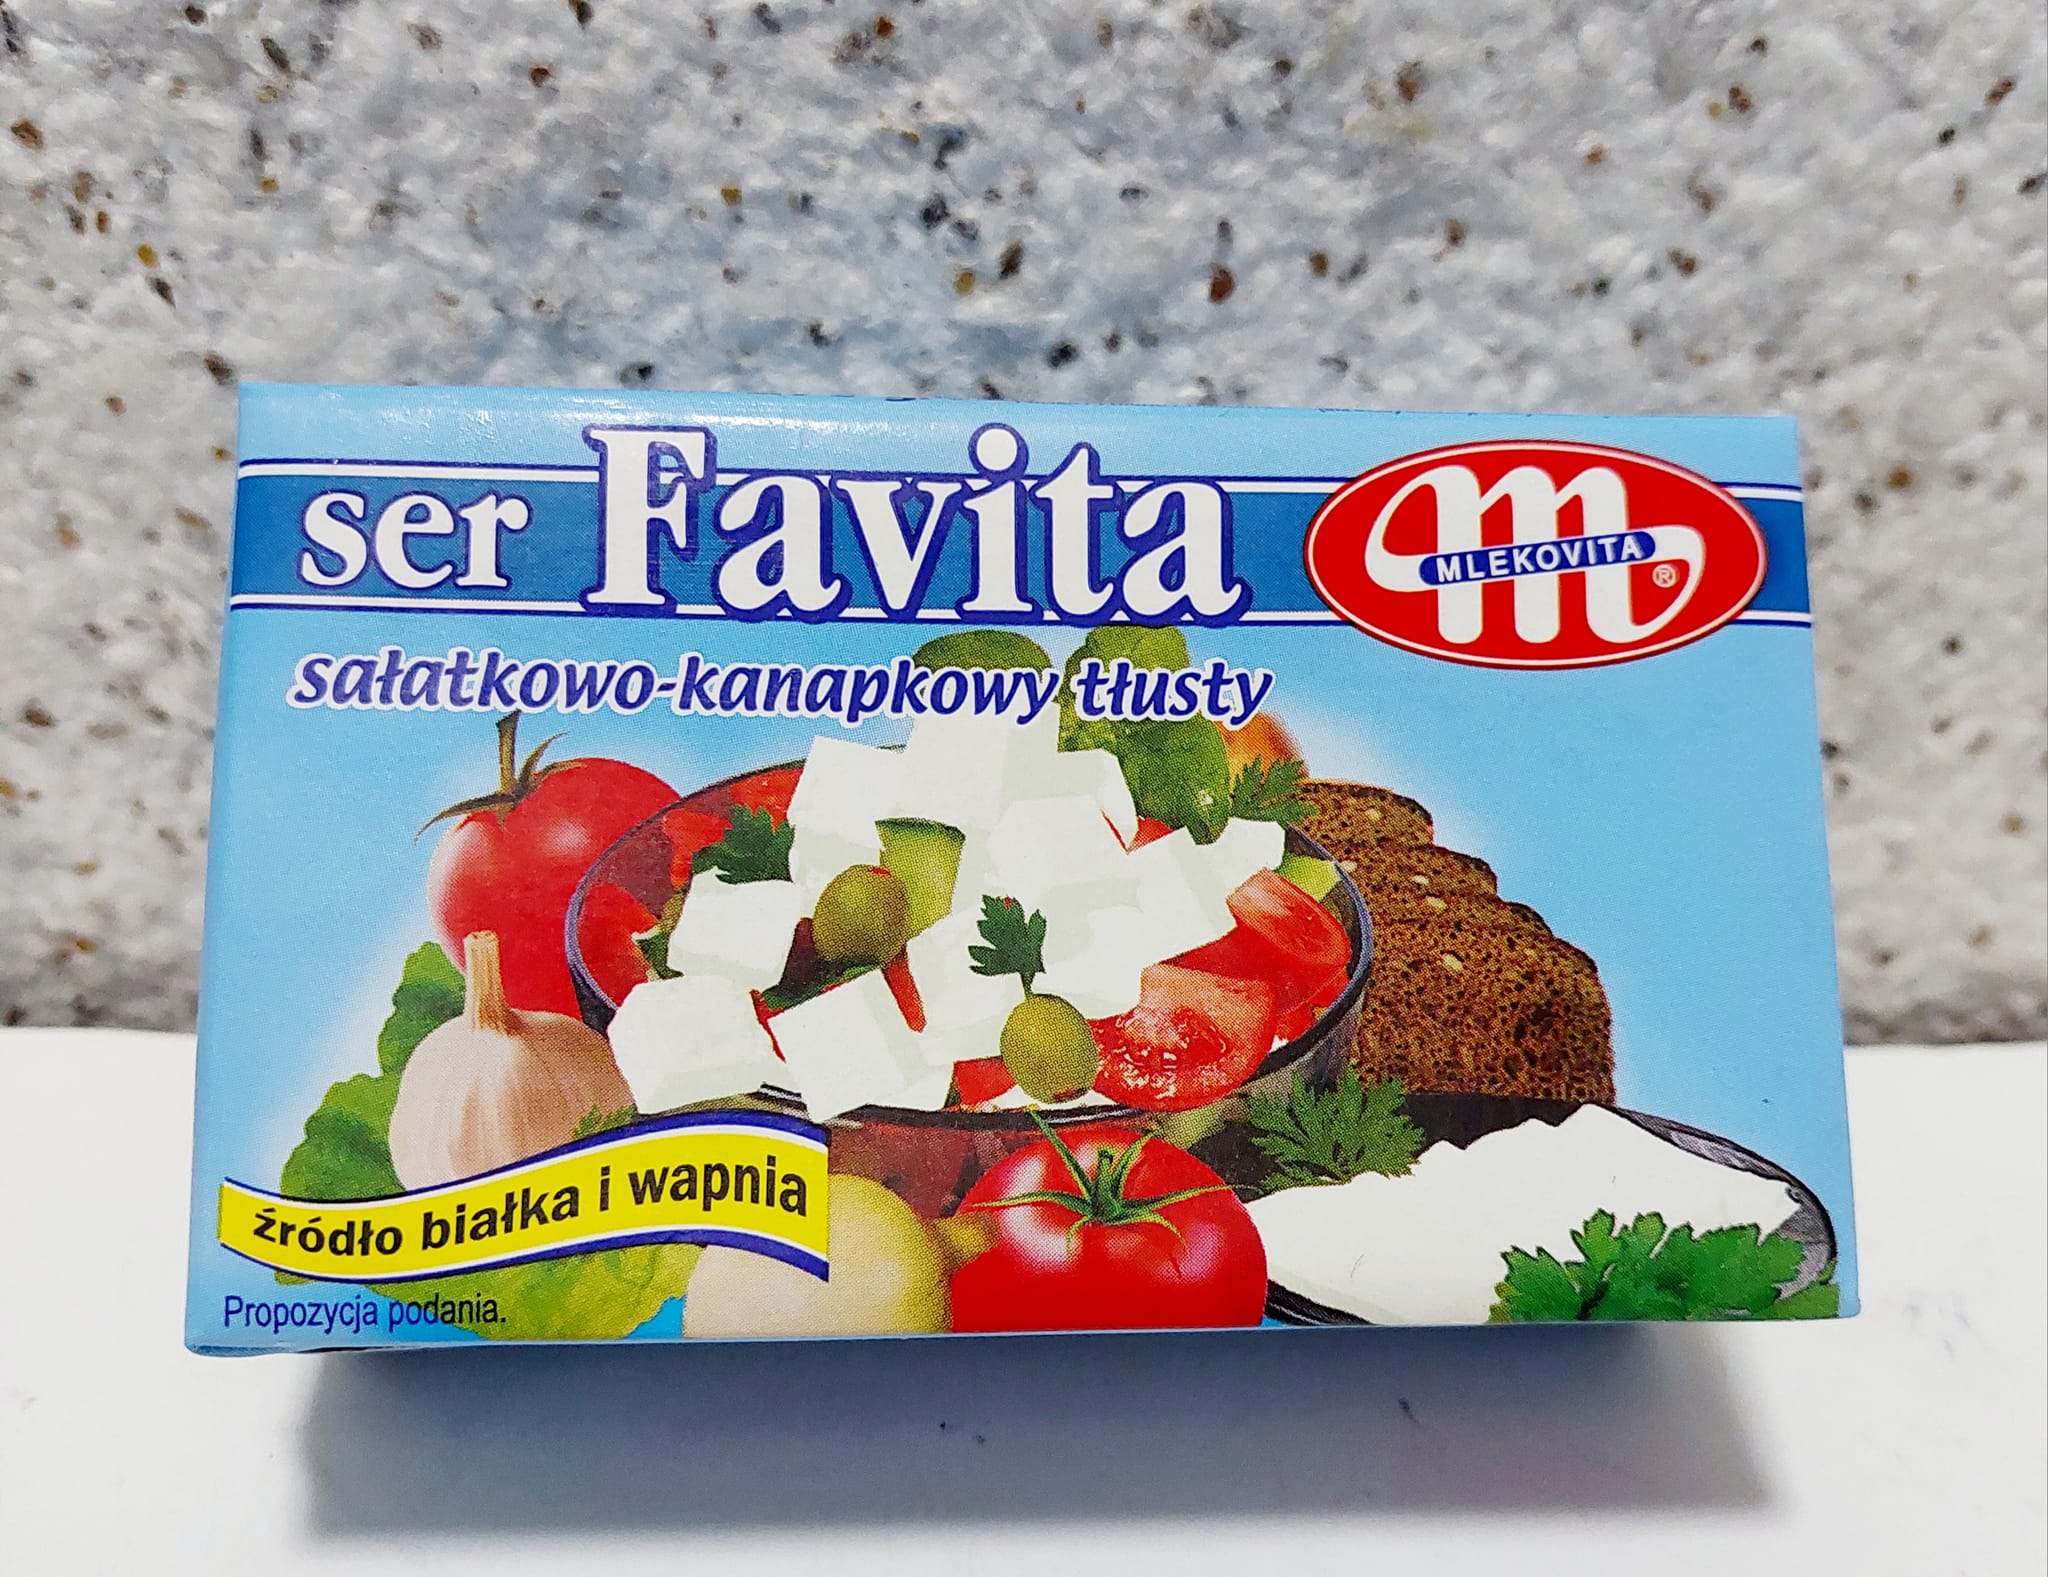 ser Favita
MLEKOVITA ®
sałatkowo-kanapkowy tłusty
źródło białka i wapnia
Propozycja podania.